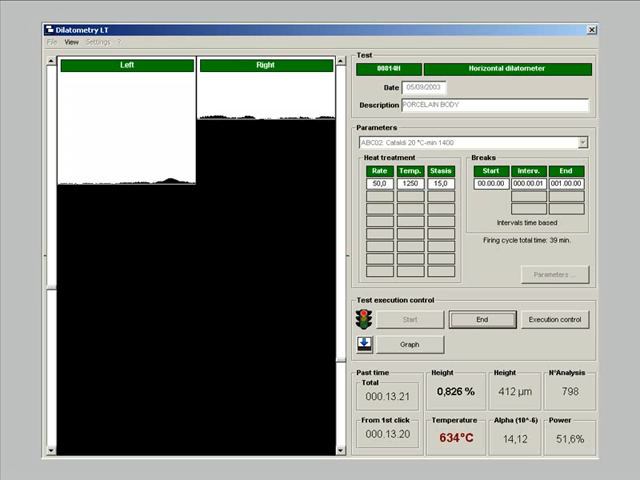 Dilatometry LT
File View Settings ?
Left
Right
Test
00814H
Horizontal dilatometer
Date 05/09/2003
Description PORCELAIN BODY
Parameters
ABC02: Cataldi 20 °C-min 1400
Heat treatment
Rate Temp. Stasis
50,0 1250 15,0
Breaks
Start Interv. End
00.00.00 000.00.01 001.00.00
Intervals time based
Firing cycle total time: 39 min.
Parameters ...
Test execution control
Start
End
Execution control
Graph
Past time
Total
000.13.21
Height
0,826 %
Height
412 µm
N°Analysis
798
From 1st click
000.13.20
Temperature
634°C
Alpha (10^-6)
14,12
Power
51,6%